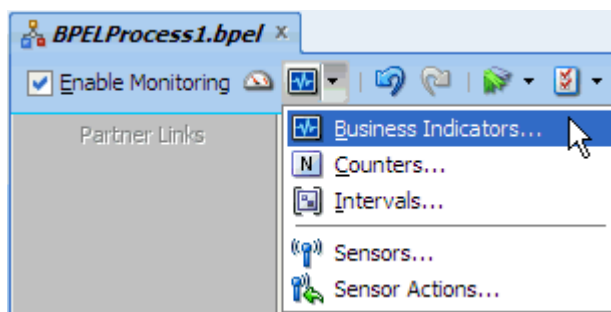 BPELProcess1.bpel
Enable Monitoring
Partner Links
Business Indicators...
N Counters...
Intervals...
Sensors...
Sensor Actions...